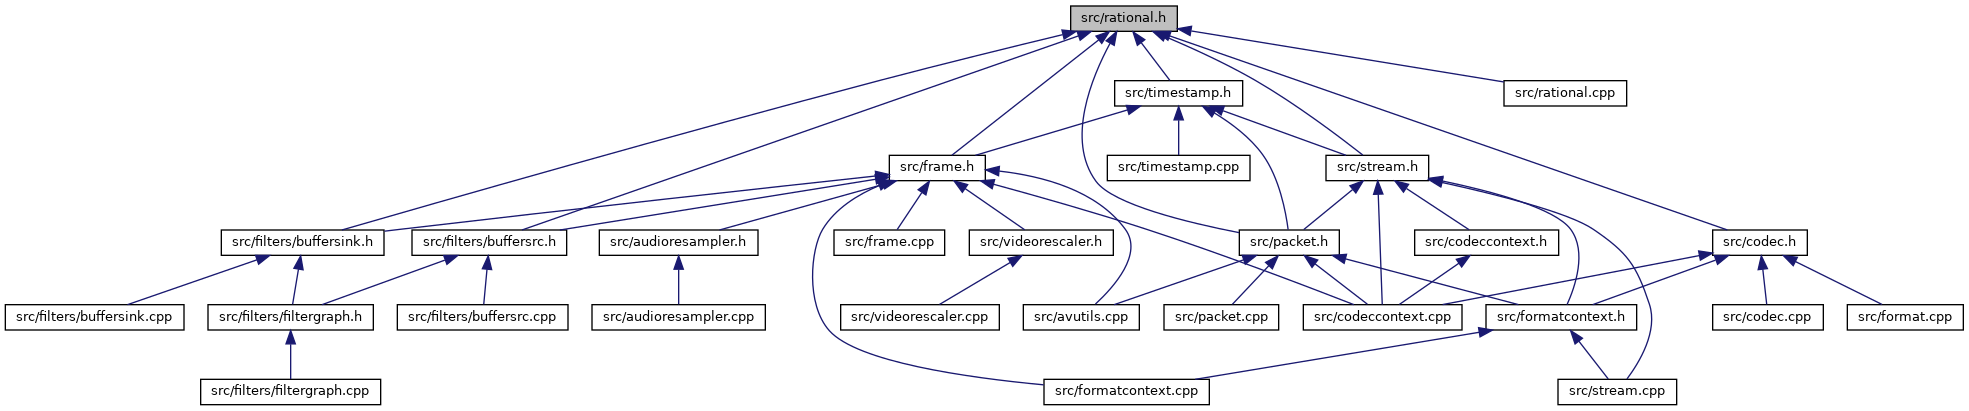 src/rational.h
src/timestamp.h
src/rational.cpp
src/frame.h
src/timestamp.cpp
src/stream.h
src/filters/buffersink.h
src/filters/buffersrc.h
src/audioresampler.h
src/frame.cpp
src/videorescaler.h
src/packet.h
src/codeccontext.h
src/codec.h
src/filters/buffersink.cpp
src/filters/filtergraph.h
src/filters/buffersrc.cpp
src/audioresampler.cpp
src/videorescaler.cpp
src/avutils.cpp
src/packet.cpp
src/codeccontext.cpp
src/formatcontext.h
src/codec.cpp
src/format.cpp
src/filters/filtergraph.cpp
src/formatcontext.cpp
src/stream.cpp